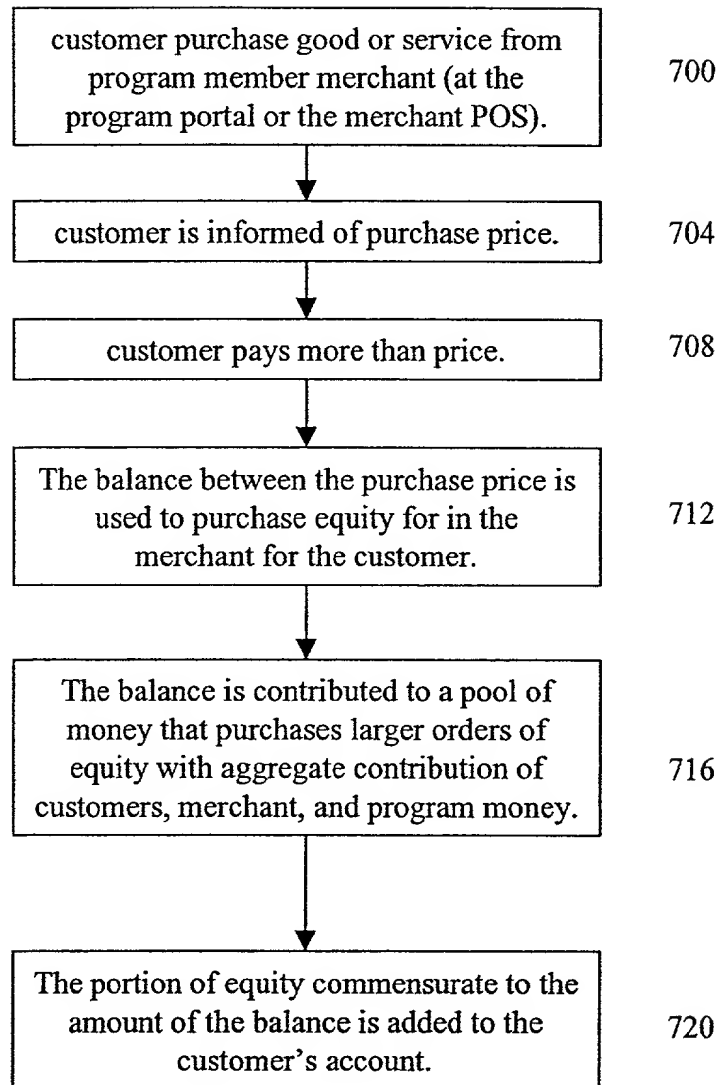 customer purchase good or service from
program member merchant (at the
program portal or the merchant POS).
700
customer is informed of purchase price.
704
customer pays more than price.
708
The balance between the purchase price is
used to purchase equity for in the
merchant for the customer.
712
The balance is contributed to a pool of
money that purchases larger orders of
equity with aggregate contribution of
customers, merchant, and program money.
716
The portion of equity commensurate to the
amount of the balance is added to the
customer's account.
720